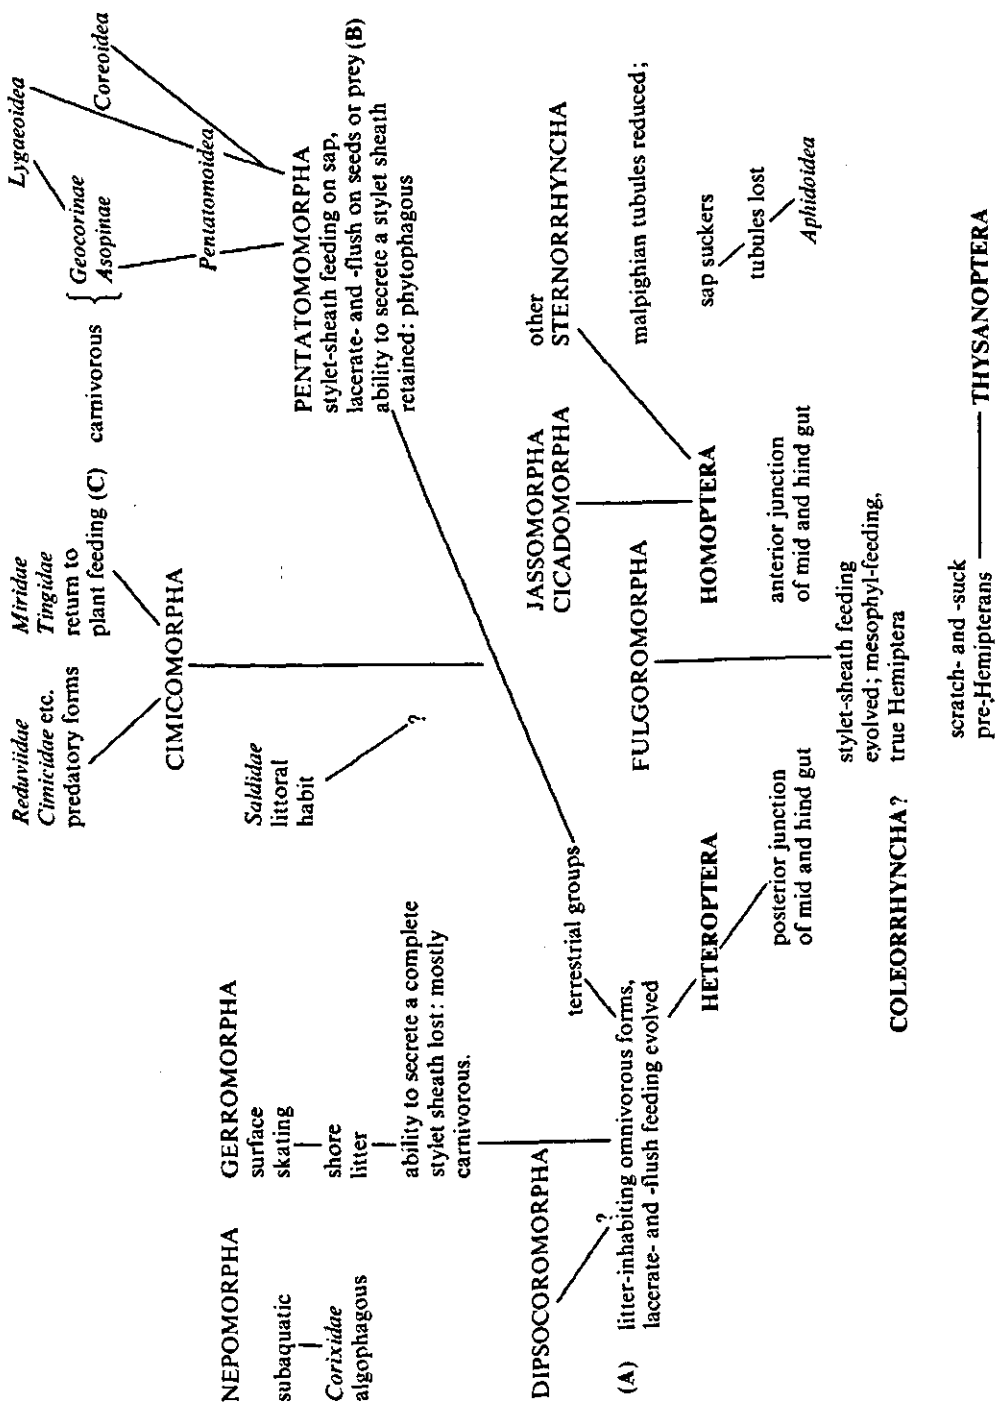 NEPOMORPHA
subaquatic
Corixidae
algophagous
GERROMORPHA
surface
skating
shore
litter
ability to secrete a complete
stylet sheath lost: mostly
carnivorous.
Reduviidae
Cimicidae etc.
predatory forms
Miridae
Tingidae
return to
plant feeding (C)
CIMICOMORPHA
Saldidae
littoral
habit
?
carnivorous
{ Geocorinae
Asopinae
Lygaeoidea
Coreoidea
Pentatomoidea
PENTATOMOMORPHA
stylet-sheath feeding on sap,
lacerate- and -flush on seeds or prey (B)
ability to secrete a stylet sheath
retained: phytophagous
DIPSOCOROMORPHA
?
(A) litter-inhabiting omnivorous forms,
lacerate- and -flush feeding evolved
terrestrial groups
HETEROPTERA
posterior junction
of mid and hind gut
COLEORRHYNCHA?
FULGOROMORPHA
JASSOMORPHA
CICADOMORPHA
other
STERNORRHYNCHA
HOMOPTERA
anterior junction
of mid and hind gut
malpighian tubules reduced;
sap suckers
tubules lost
Aphidoidea
stylet-sheath feeding
evolved; mesophyl-feeding,
true Hemiptera
scratch- and -suck
pre-Hemipterans
THYSANOPTERA